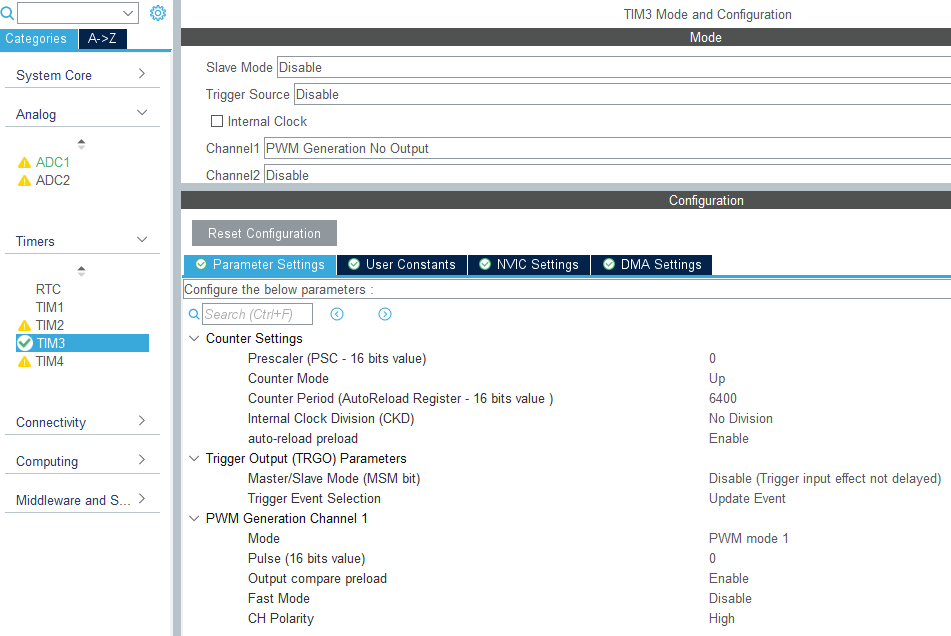 TIM3 Mode and Configuration
Categories A->Z
Mode
System Core
Slave Mode Disable
Trigger Source Disable
Analog
Internal Clock
Channel1 PWM Generation No Output
ADC1
Channel2 Disable
ADC2
Configuration
Timers
Reset Configuration
Parameter Settings User Constants NVIC Settings DMA Settings
RTC
Configure the below parameters :
TIM1
Search (Ctrl+F)
TIM2
TIM3
TIM4
Connectivity
Computing
Middleware and S...
Counter Settings
Prescaler (PSC - 16 bits value) 0
Counter Mode Up
Counter Period (AutoReload Register - 16 bits value ) 6400
Internal Clock Division (CKD) No Division
auto-reload preload Enable
Trigger Output (TRGO) Parameters
Master/Slave Mode (MSM bit) Disable (Trigger input effect not delayed)
Trigger Event Selection Update Event
PWM Generation Channel 1
Mode PWM mode 1
Pulse (16 bits value) 0
Output compare preload Enable
Fast Mode Disable
CH Polarity High